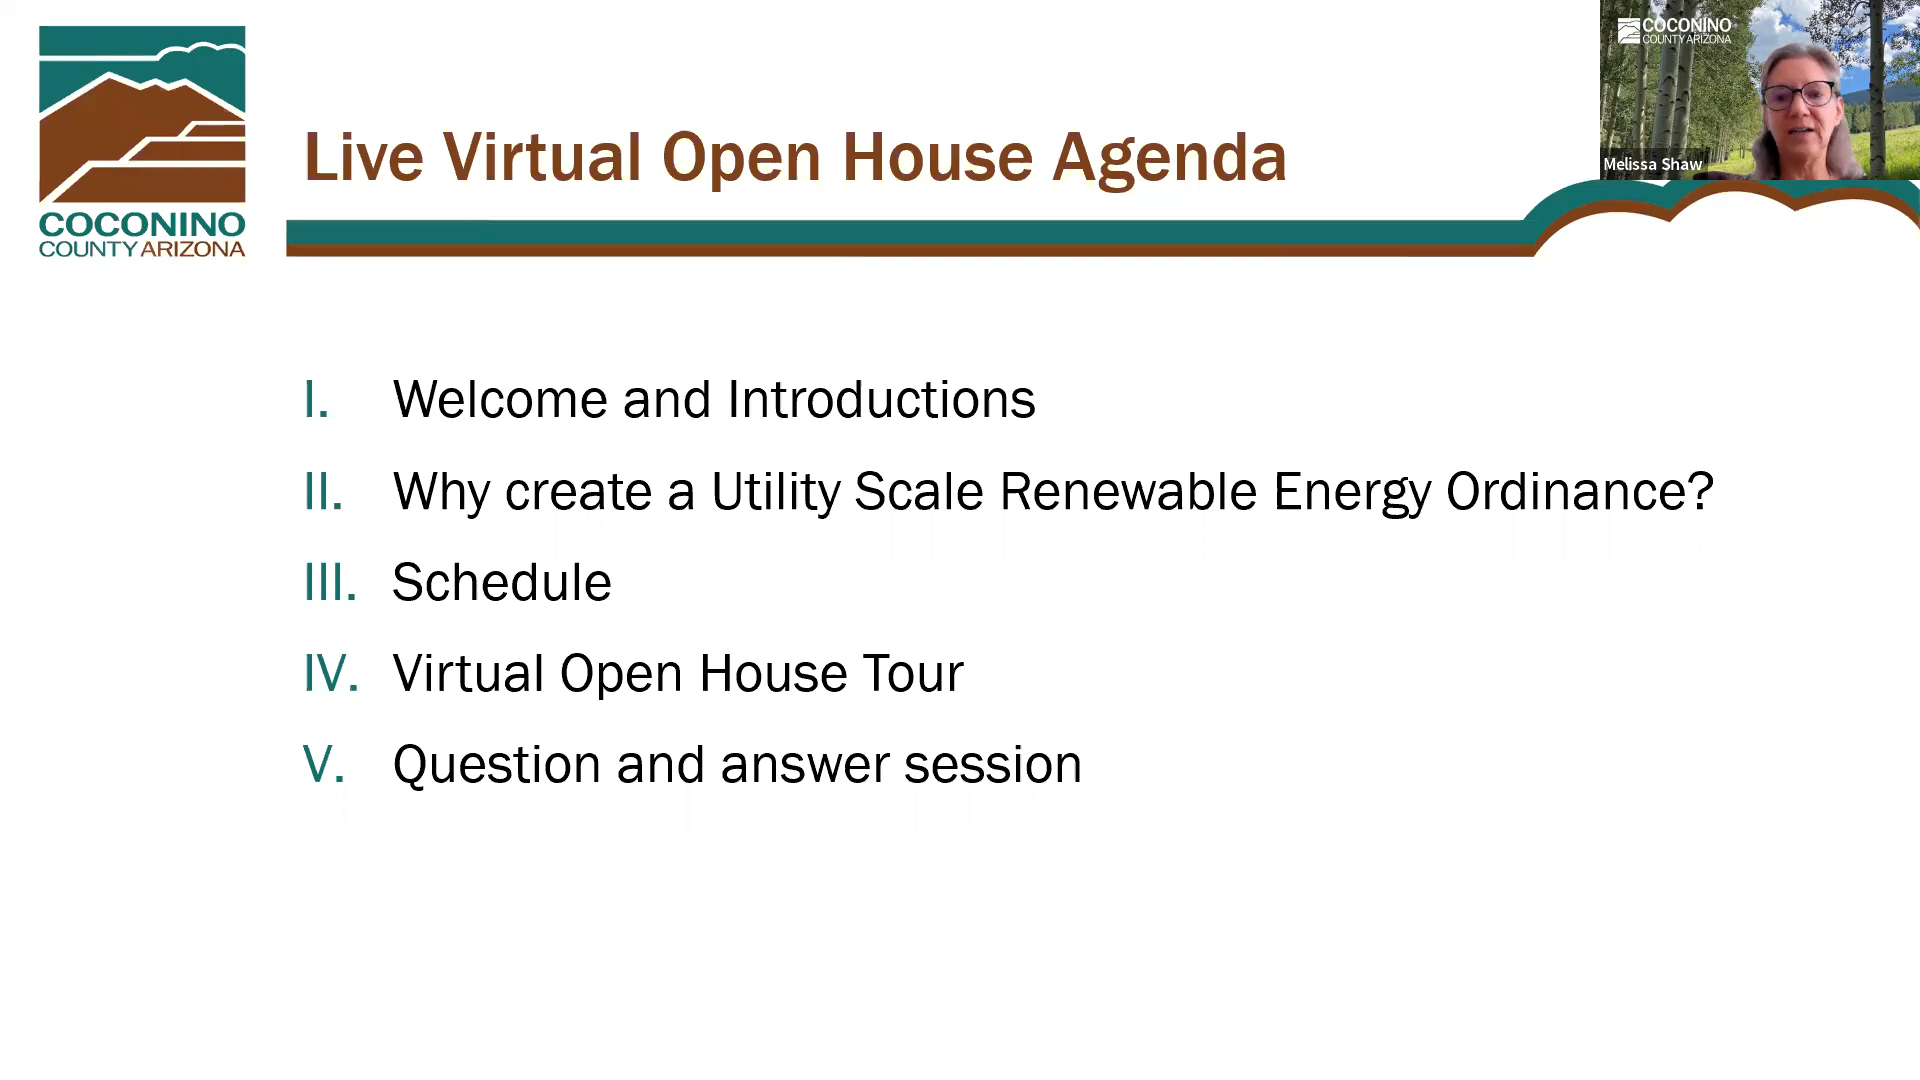 COCONINO
COUNTY ARIZONA
Live Virtual Open House Agenda
COCONINO
COUNTY ARIZONA
Melissa Shaw
I. Welcome and Introductions
II. Why create a Utility Scale Renewable Energy Ordinance?
III. Schedule
IV. Virtual Open House Tour
V. Question and answer session